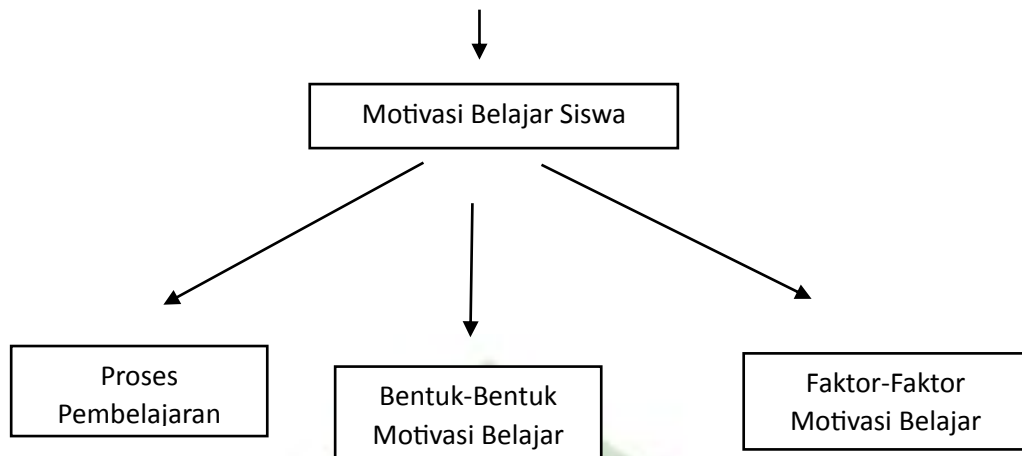 Motivasi Belajar Siswa
Proses
Pembelajaran
Bentuk-Bentuk
Motivasi Belajar
Faktor-Faktor
Motivasi Belajar